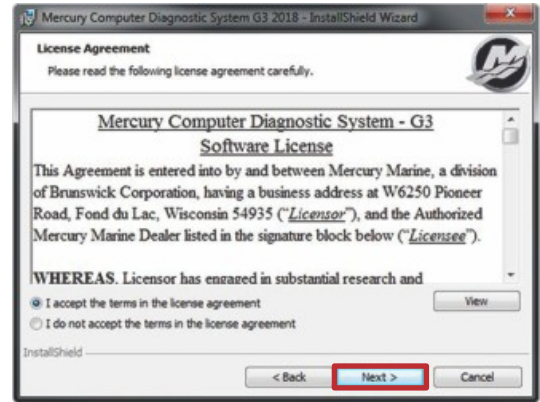 Mercury Computer Diagnostic System G3 2018 - InstallShield Wizard
License Agreement
Please read the following license agreement carefully.
Mercury Computer Diagnostic System - G3
Software License
This Agreement is entered into by and between Mercury Marine, a division
of Brunswick Corporation, having a business address at W6250 Pioneer
Road, Fond du Lac, Wisconsin 54935 ("Licensor"), and the Authorized
Mercury Marine Dealer listed in the signature block below ("Licensee").
WHEREAS, Licensor has engaged in substantial research and
I accept the terms in the license agreement
View
I do not accept the terms in the license agreement
InstallShield
< Back
Next >
Cancel